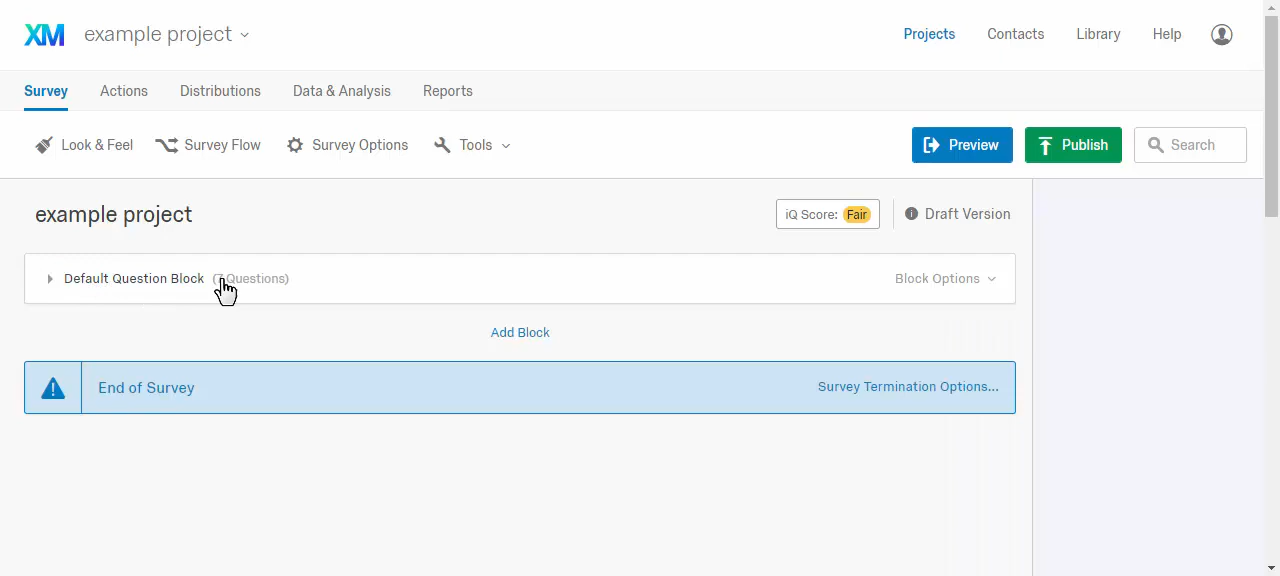 XM example project Projects Contacts Library Help
Survey Actions Distributions Data & Analysis Reports
Look & Feel Survey Flow Survey Options Tools Preview Publish Search
example project iQ Score: Fair Draft Version
Default Question Block Questions) Block Options
Add Block
End of Survey Survey Termination Options...